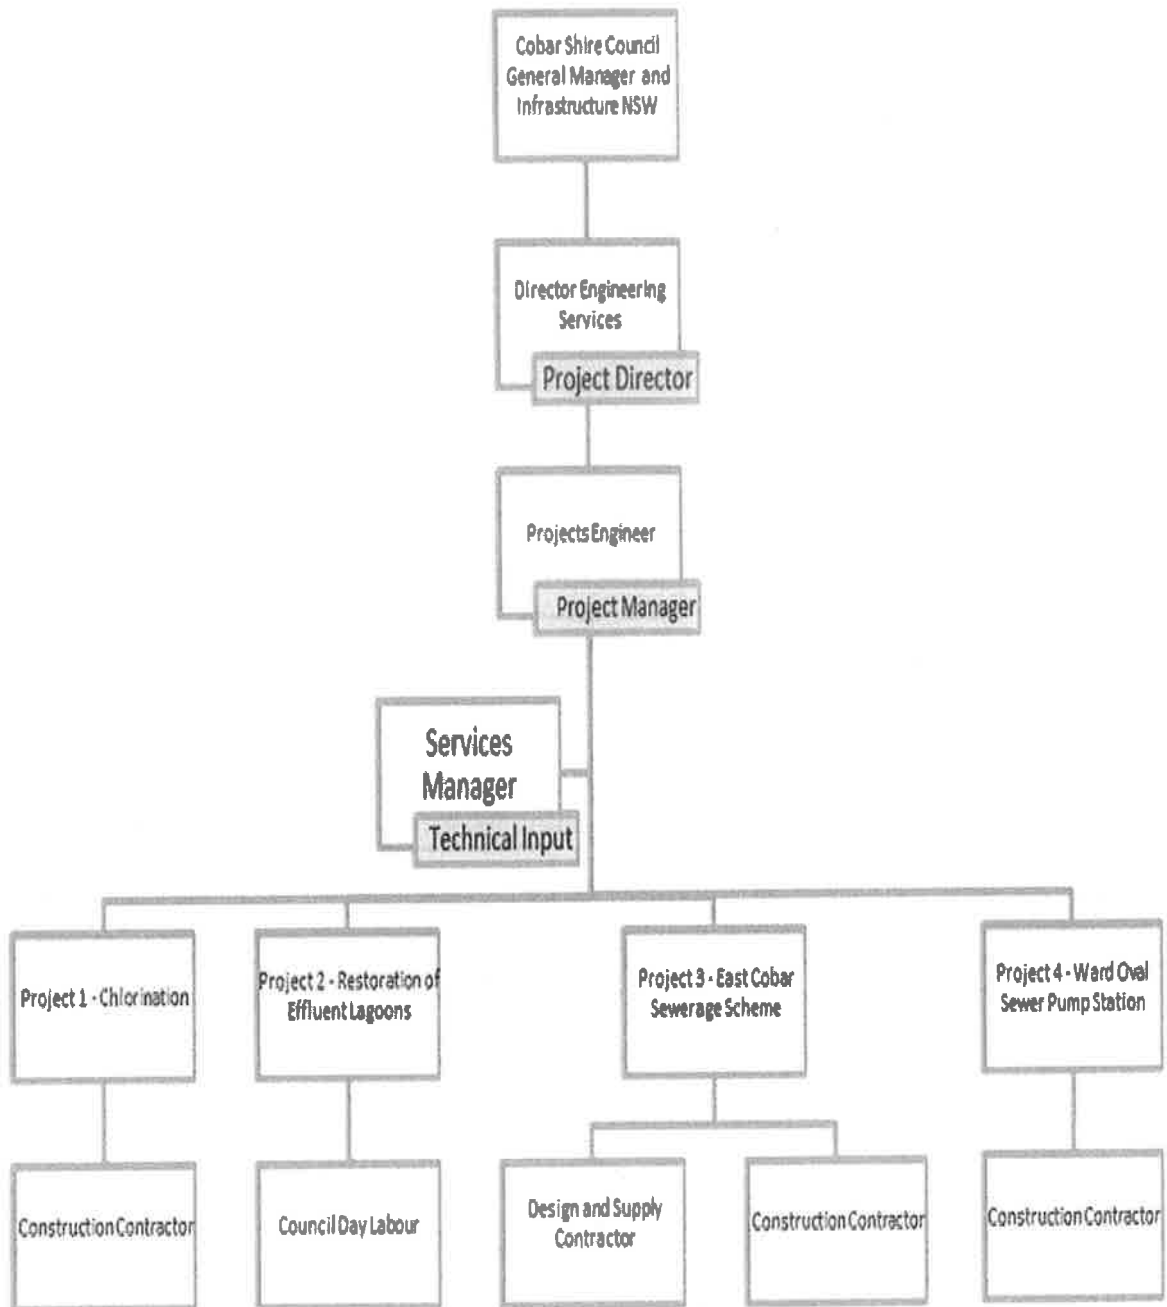 Cobar Shire Council
General Manager and
Infrastructure NSW
Director Engineering
Services
Project Director
Projects Engineer
Project Manager
Services
Manager
Technical Input
Project 1 - Chlorination
Project 2 - Restoration of
Effluent Lagoons
Project 3 - East Cobar
Sewerage Scheme
Project 4 - Ward Oval
Sewer Pump Station
Construction Contractor
Council Day Labour
Design and Supply
Contractor
Construction Contractor
Construction Contractor